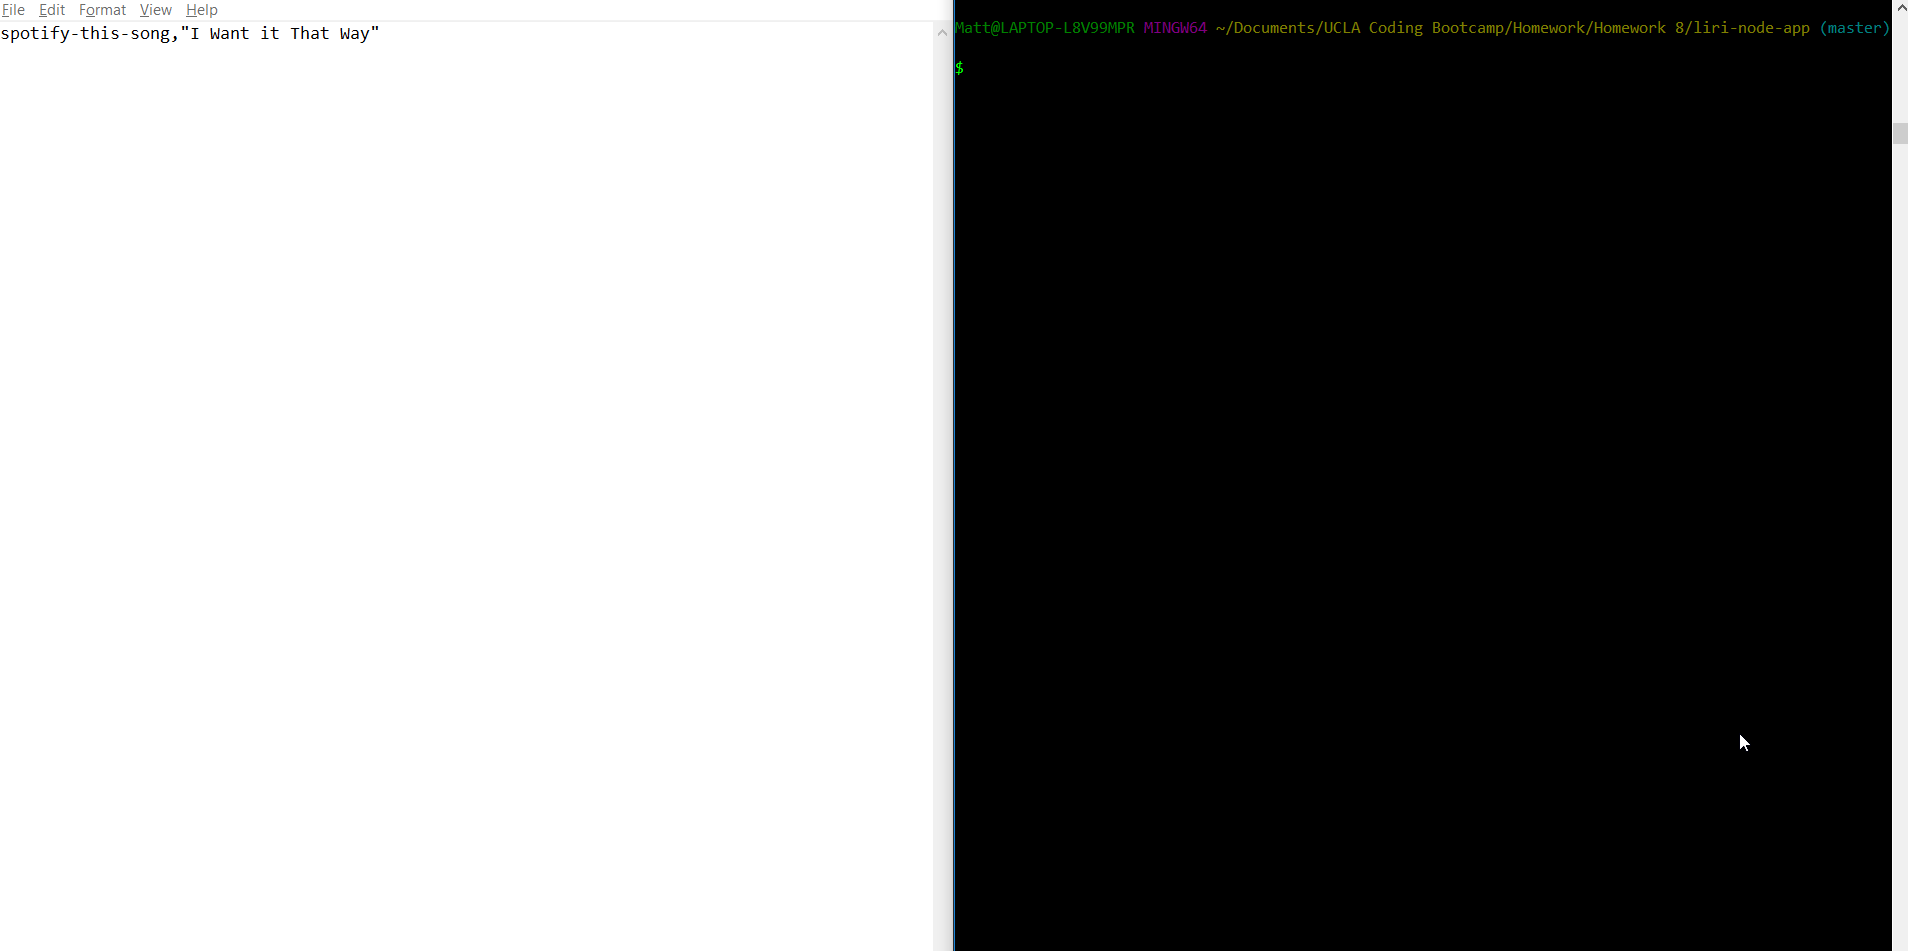 File Edit Format View Help
spotify-this-song,"I Want it That Way"
Matt@LAPTOP-L8V99MPR MINGW64 ~/Documents/UCLA Coding Bootcamp/Homework/Homework 8/liri-node-app (master)
$